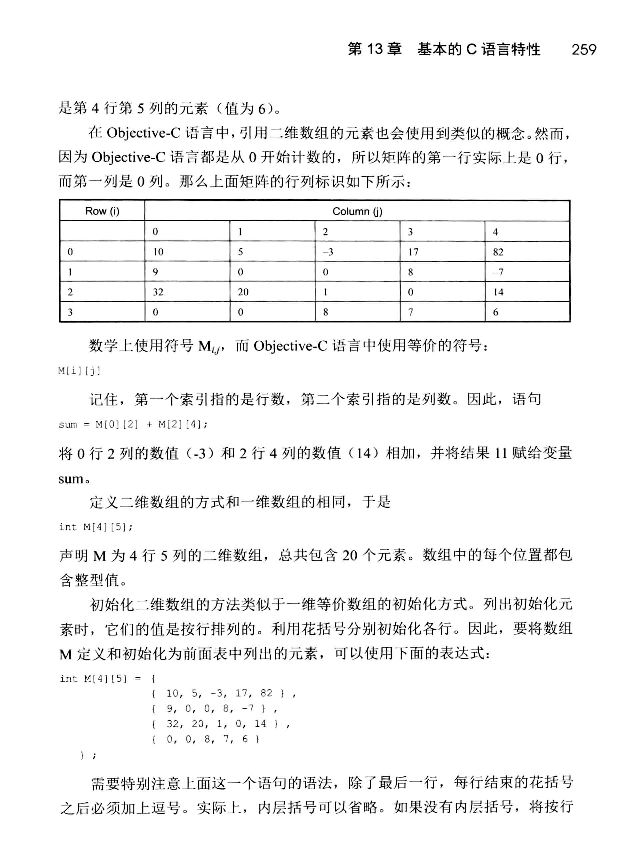 第 13 章 基本的 C 语言特性 259
是第 4 行第 5 列的元素（值为 6）。
在 Objective-C 语言中，引用二维数组的元素也会使用到类似的概念。然而，
因为 Objective-C 语言都是从 0 开始计数的，所以矩阵的第一行实际上是 0 行，
而第一列是 0 列。那么上面矩阵的行列标识如下所示：
Row (i) Column (j)
0 1 2 3 4
0 10 5 -3 17 82
1 9 0 0 8 -7
2 32 20 1 0 14
3 0 0 8 7 6
数学上使用符号 Mi,j，而 Objective-C 语言中使用等价的符号：
M[i][j]
记住，第一个索引指的是行数，第二个索引指的是列数。因此，语句
sum = M[0][2] + M[2][4];
将 0 行 2 列的数值（-3）和 2 行 4 列的数值（14）相加，并将结果 11 赋给变量
sum。
定义二维数组的方式和一维数组的相同，于是
int M[4][5];
声明 M 为 4 行 5 列的二维数组，总共包含 20 个元素。数组中的每个位置都包
含整型值。
初始化二维数组的方法类似于一维等价数组的初始化方式。列出初始化元
素时，它们的值是按行排列的。利用花括号分别初始化各行。因此，要将数组
M 定义和初始化为前面表中列出的元素，可以使用下面的表达式：
int M[4][5] = {
{ 10, 5, -3, 17, 82 } ,
{ 9, 0, 0, 8, -7 } ,
{ 32, 20, 1, 0, 14 } ,
{ 0, 0, 8, 7, 6 }
} ;
需要特别注意上面这一个语句的语法，除了最后一行，每行结束的花括号
之后必须加上逗号。实际上，内层括号可以省略。如果没有内层括号，将按行